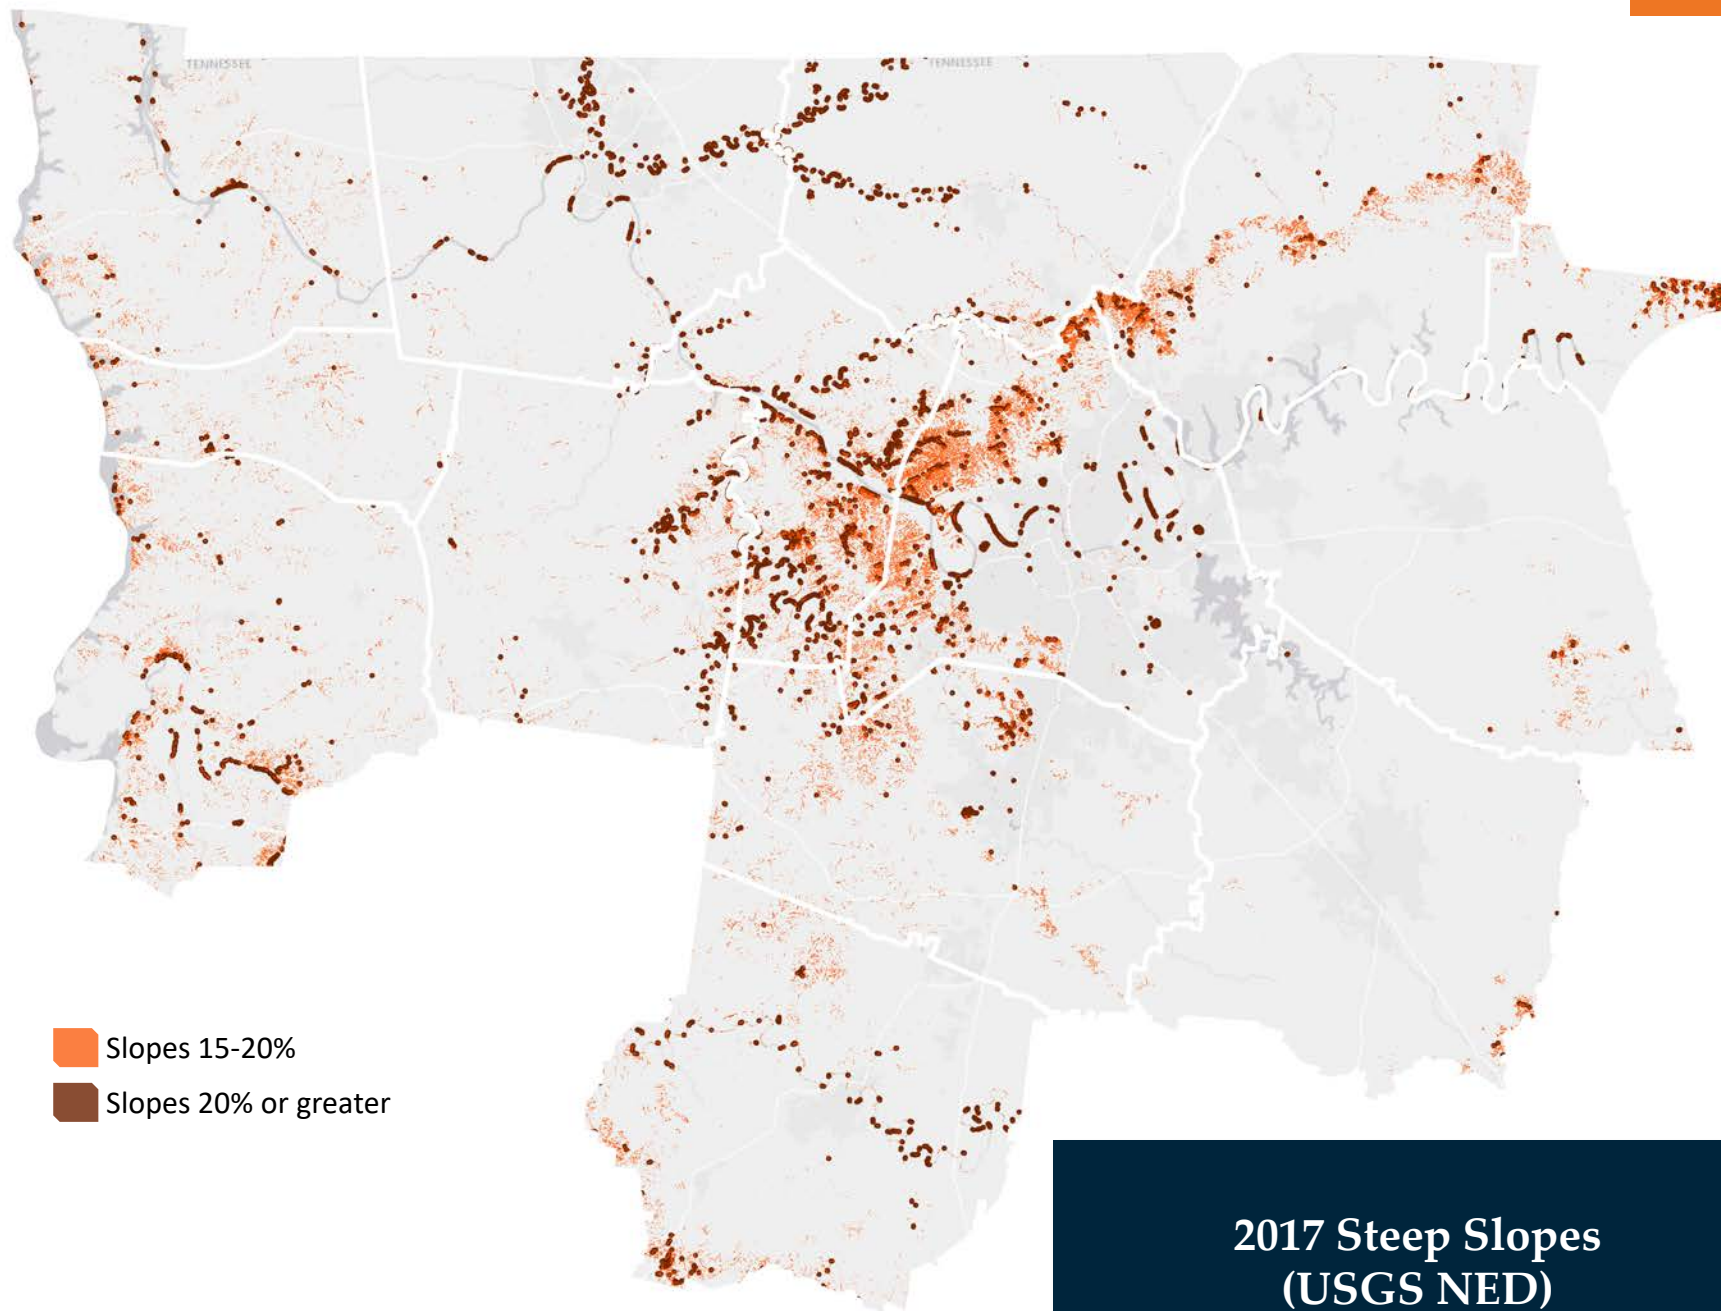 TENNESSEE
TENNESSEE
Slopes 15-20%
Slopes 20% or greater
2017 Steep Slopes
(USGS NED)